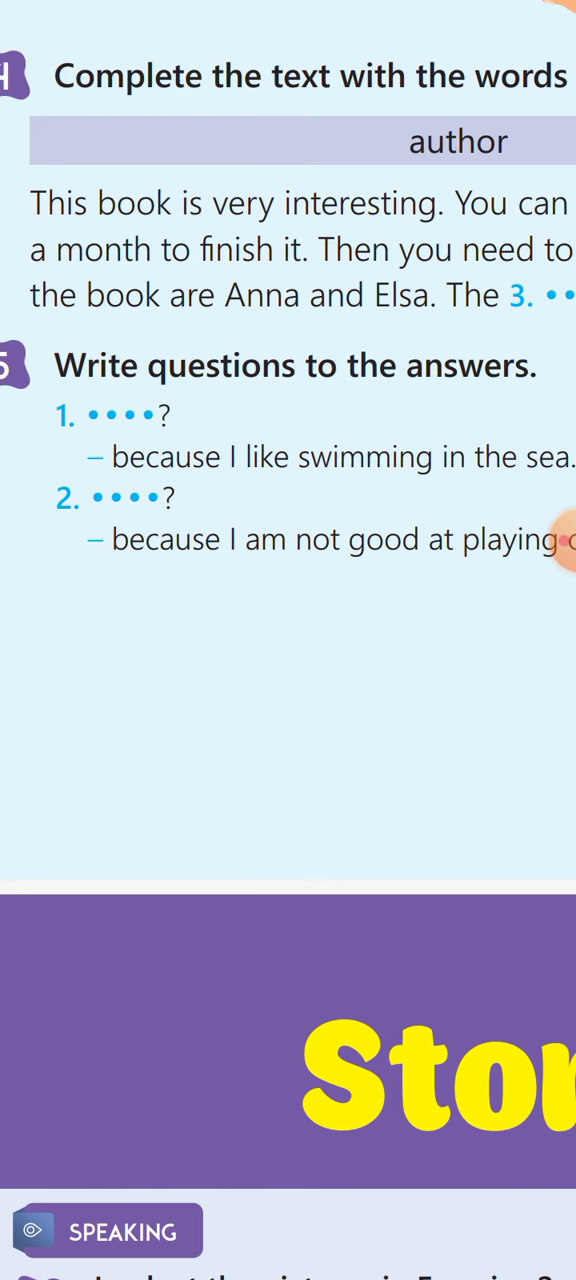 Complete the text with the words
author
This book is very interesting. You can
a month to finish it. Then you need to
the book are Anna and Elsa. The 3. ••
5 Write questions to the answers.
1. ••••?
– because I like swimming in the sea.
2. ••••?
– because I am not good at playing
Stor
SPEAKING